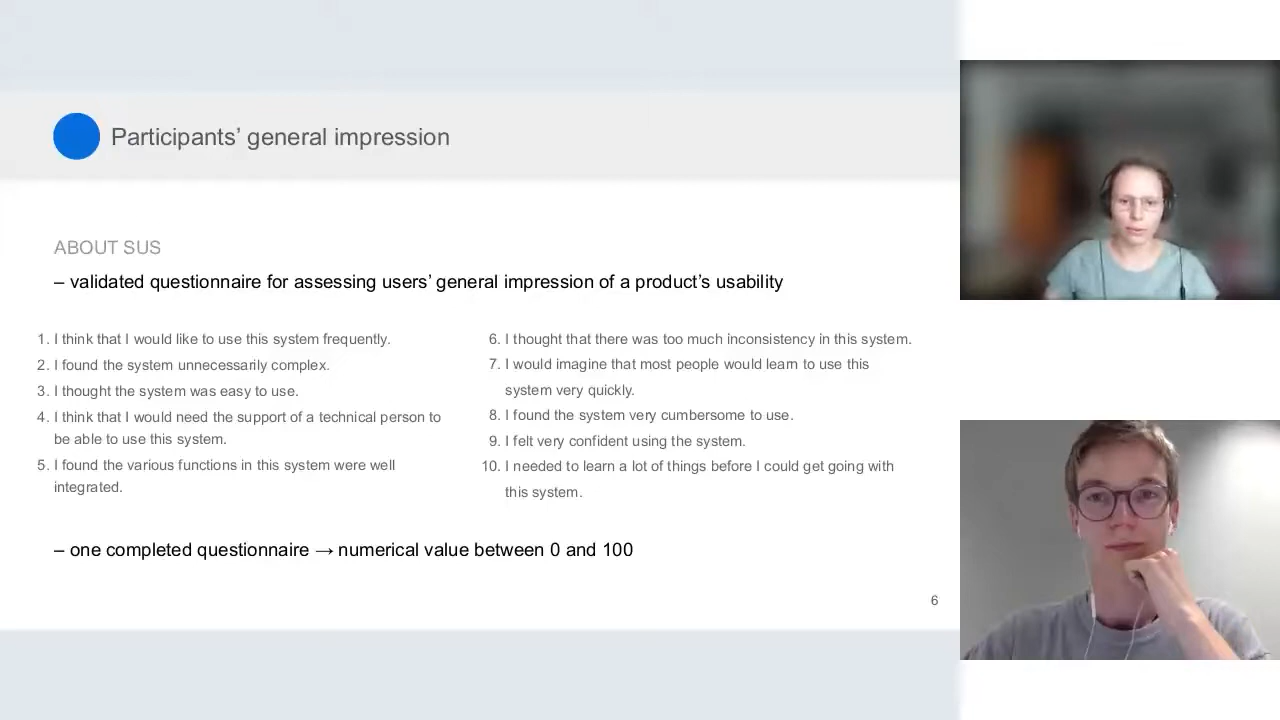 Participants’ general impression
ABOUT SUS
– validated questionnaire for assessing users’ general impression of a product’s usability
1. I think that I would like to use this system frequently.
2. I found the system unnecessarily complex.
3. I thought the system was easy to use.
4. I think that I would need the support of a technical person to
be able to use this system.
5. I found the various functions in this system were well
integrated.
6. I thought that there was too much inconsistency in this system.
7. I would imagine that most people would learn to use this
system very quickly.
8. I found the system very cumbersome to use.
9. I felt very confident using the system.
10. I needed to learn a lot of things before I could get going with
this system.
– one completed questionnaire → numerical value between 0 and 100
6